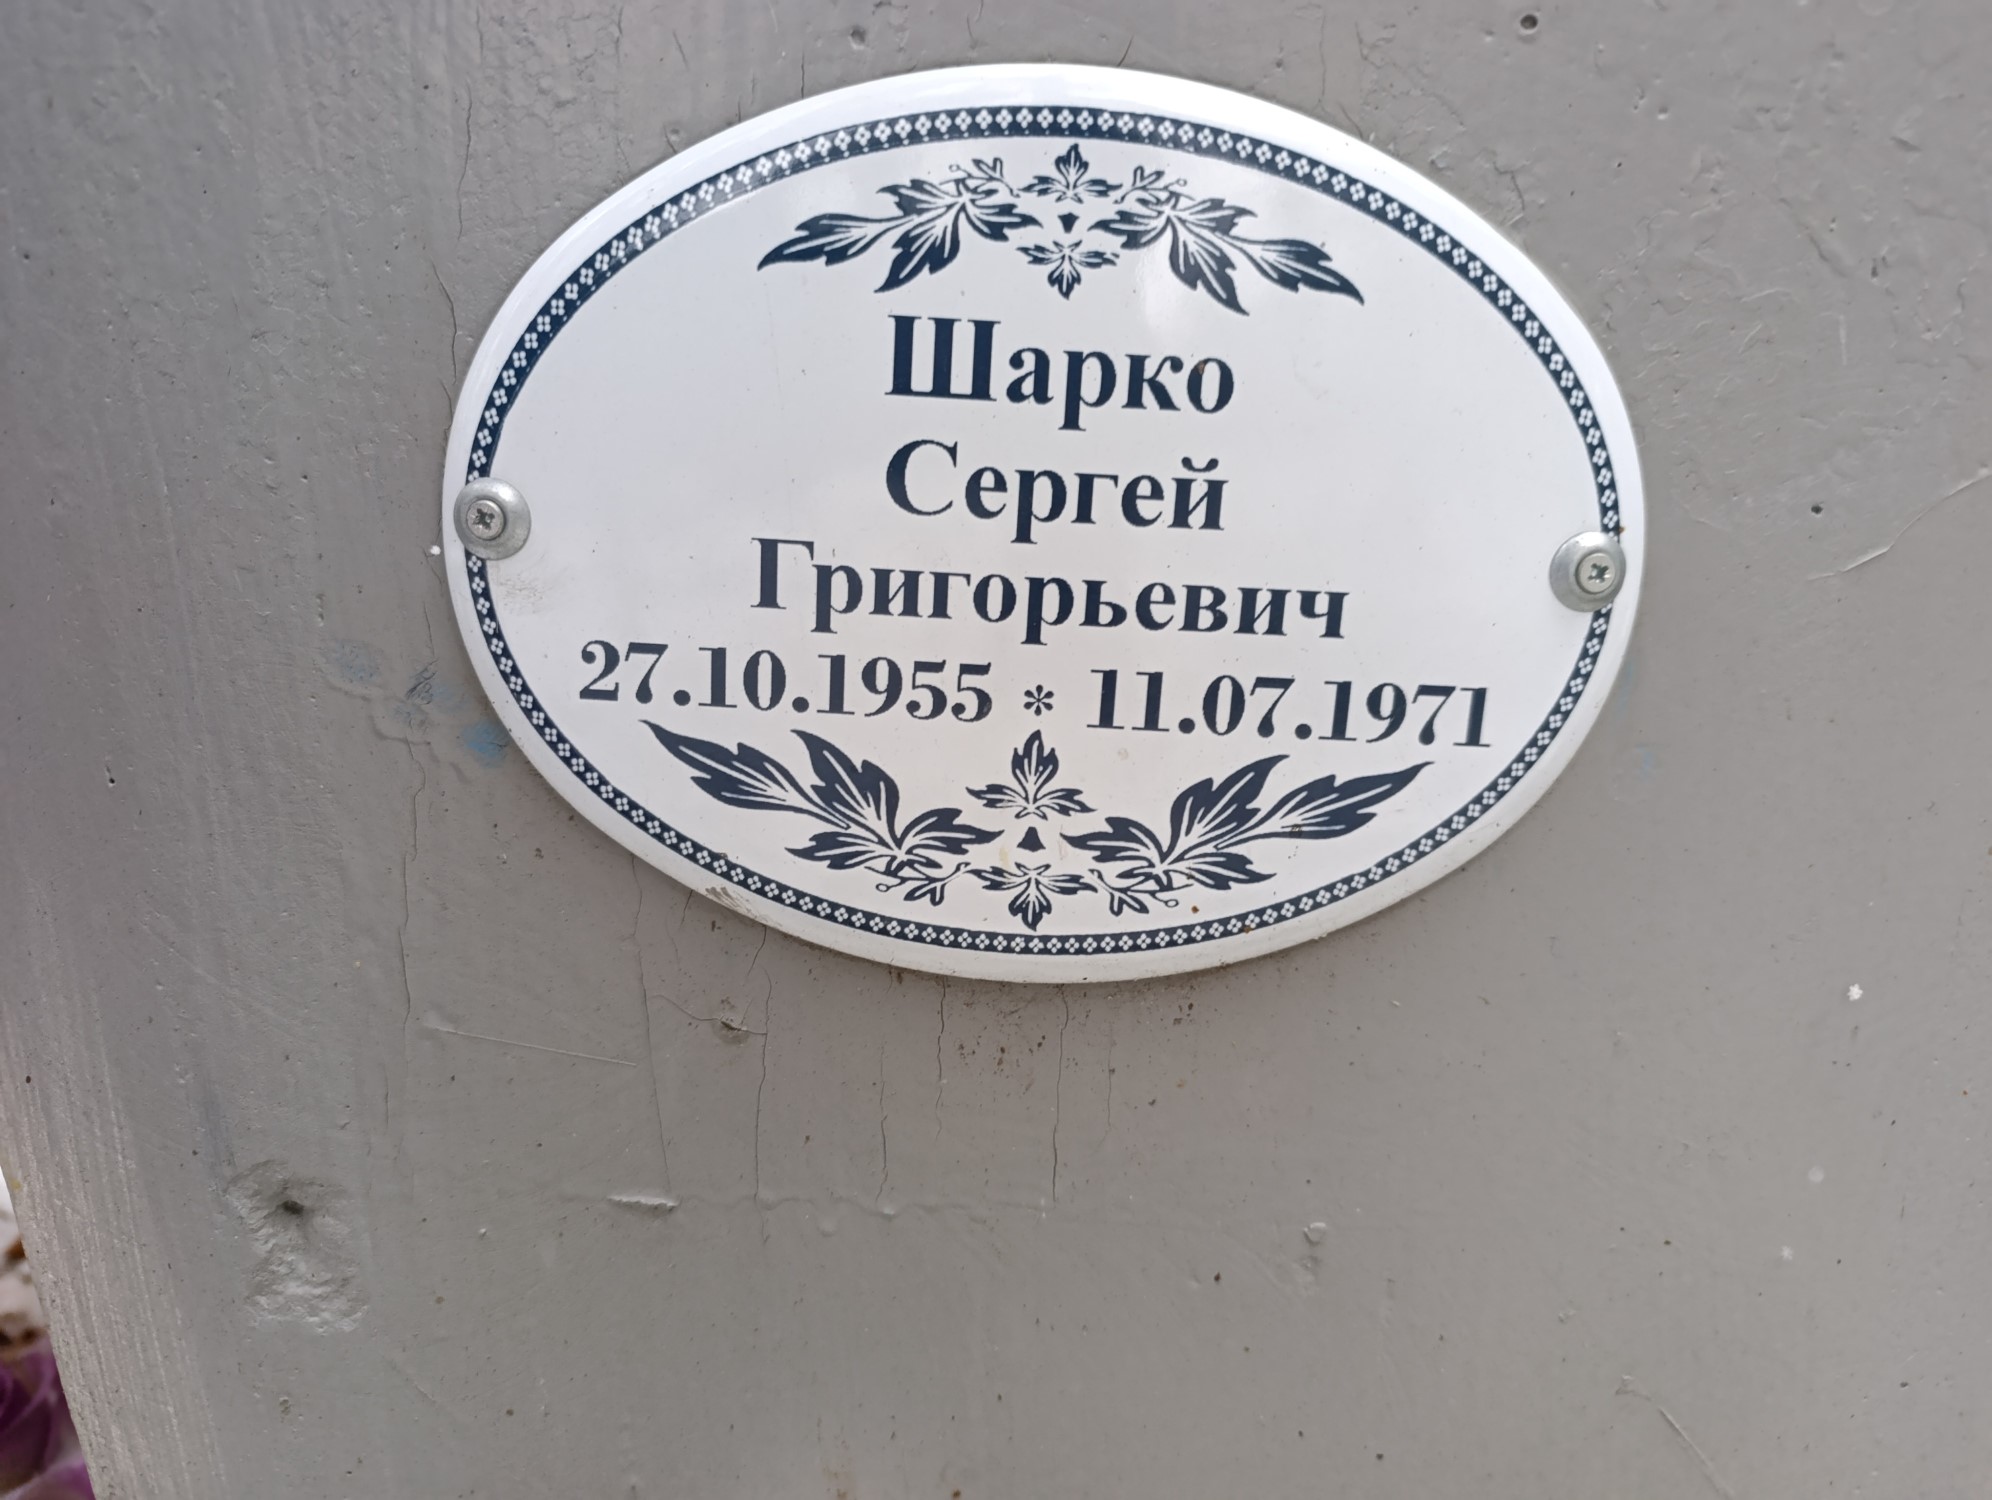 Шарко
Сергей
Григорьевич
27.10.1955 * 11.07.1971